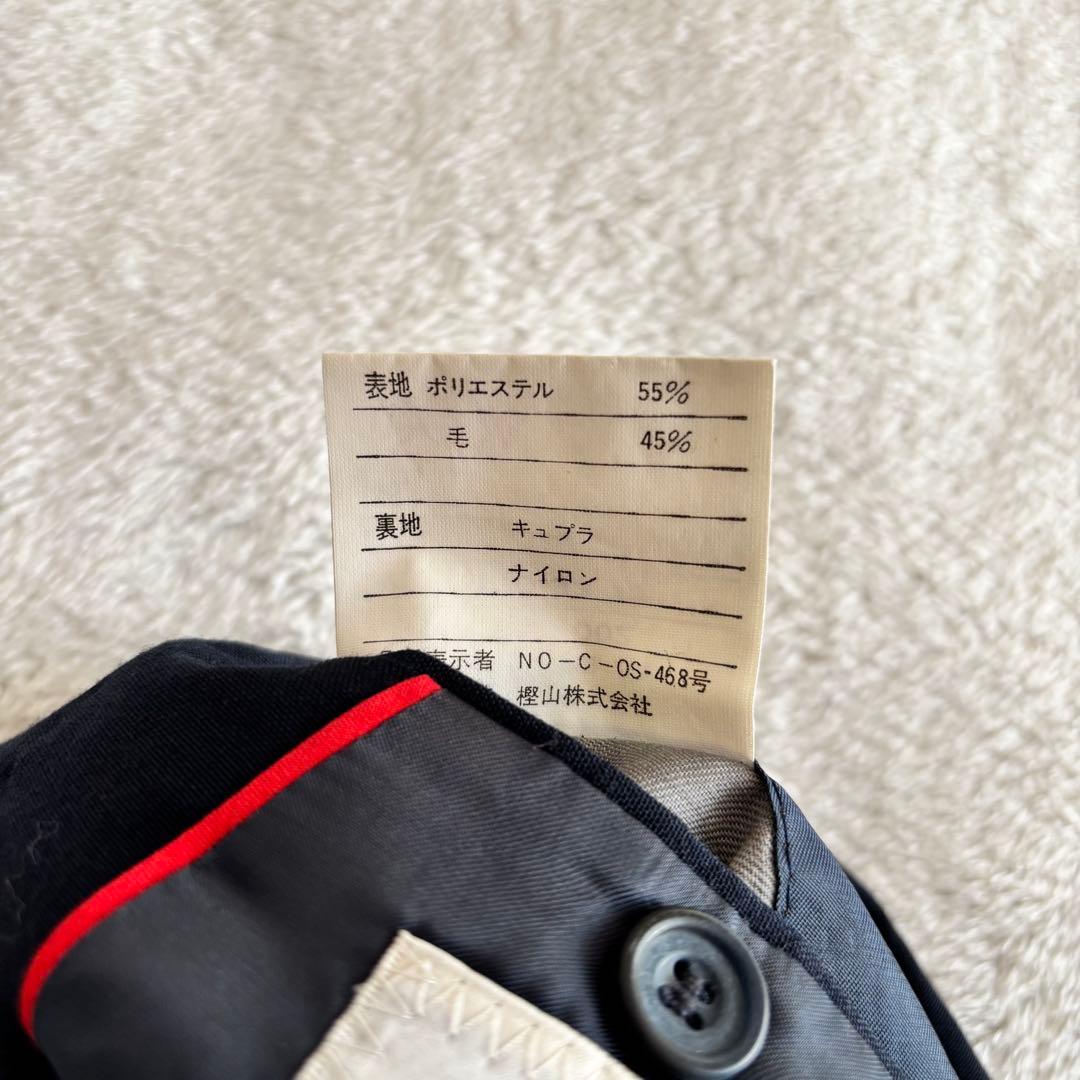 表地 ポリエステル 55%
毛 45%
裏地 キュプラ
ナイロン
表示者 NO-C-OS-468号
樫山株式会社